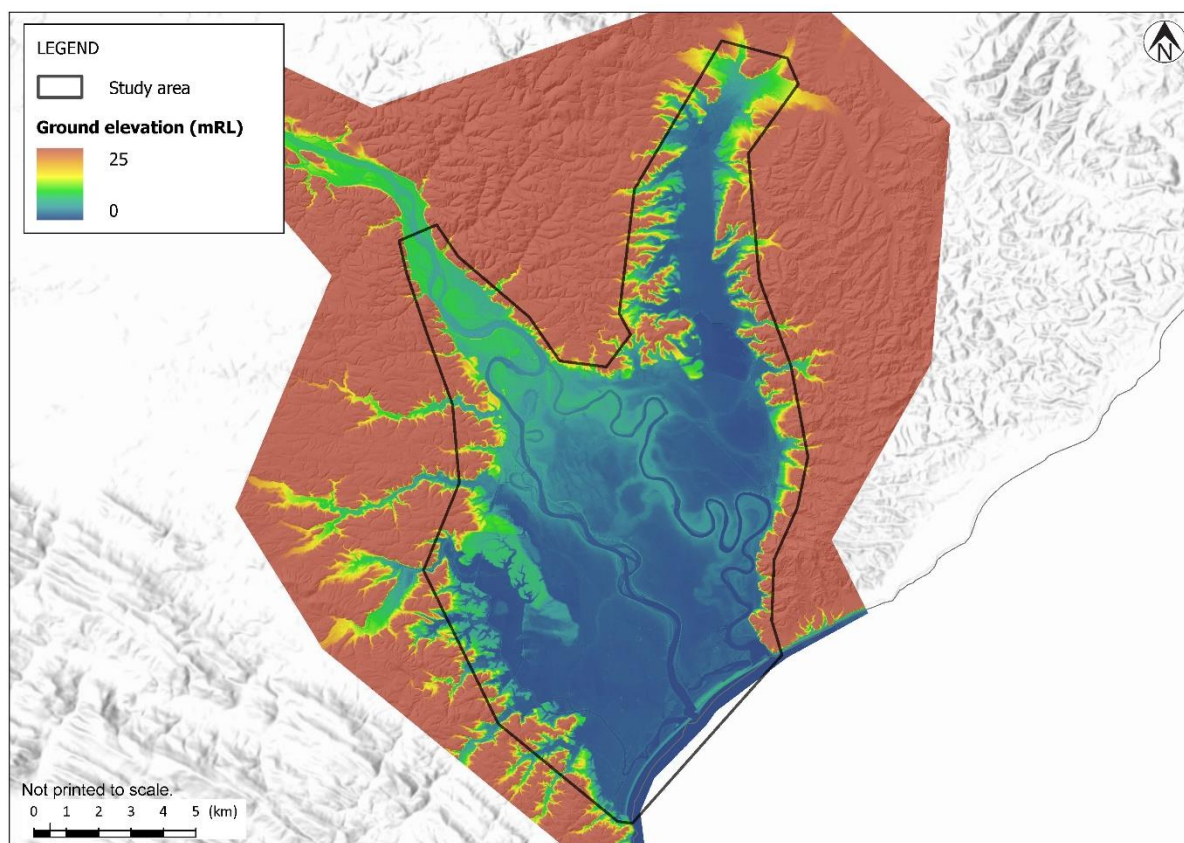 LEGEND
Study area
Ground elevation (mRL)
25
0
N
Not printed to scale.
0 1 2 3 4 5 (km)